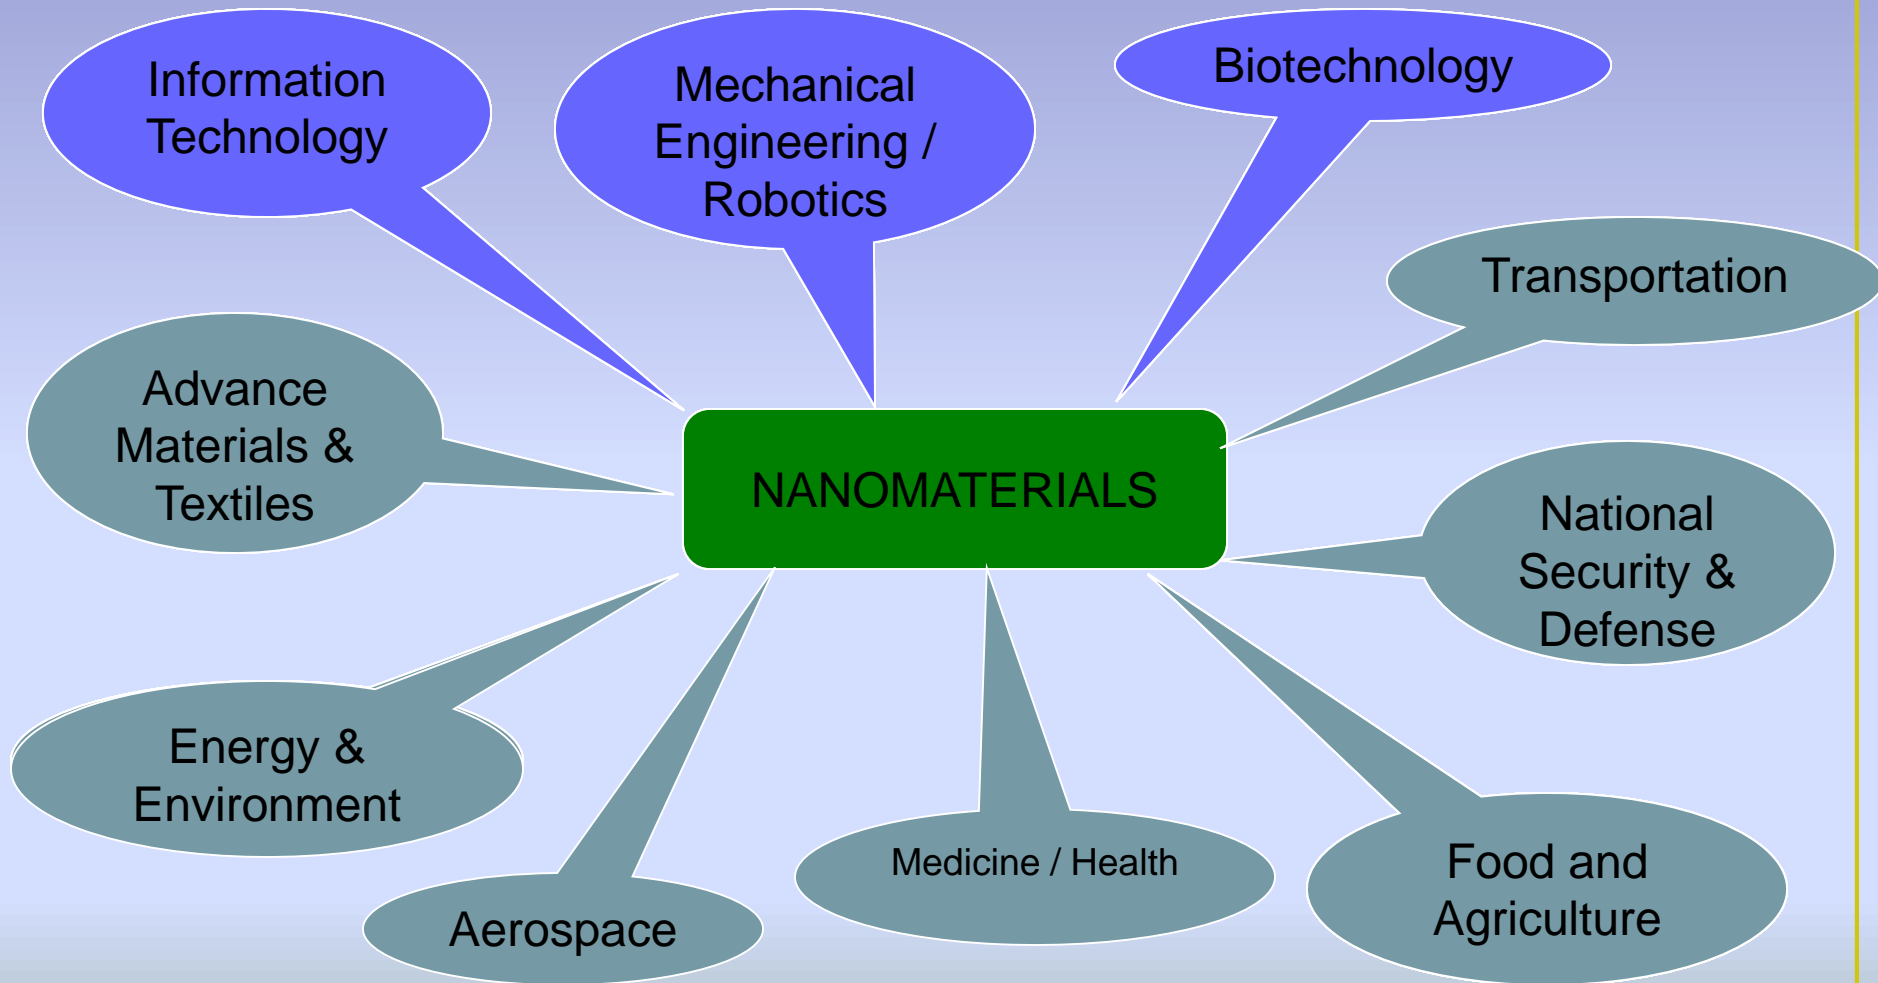 Information
Technology
Mechanical
Engineering /
Robotics
Biotechnology
Transportation
Advance
Materials &
Textiles
NANOMATERIALS
National
Security &
Defense
Energy &
Environment
Aerospace
Medicine / Health
Food and
Agriculture